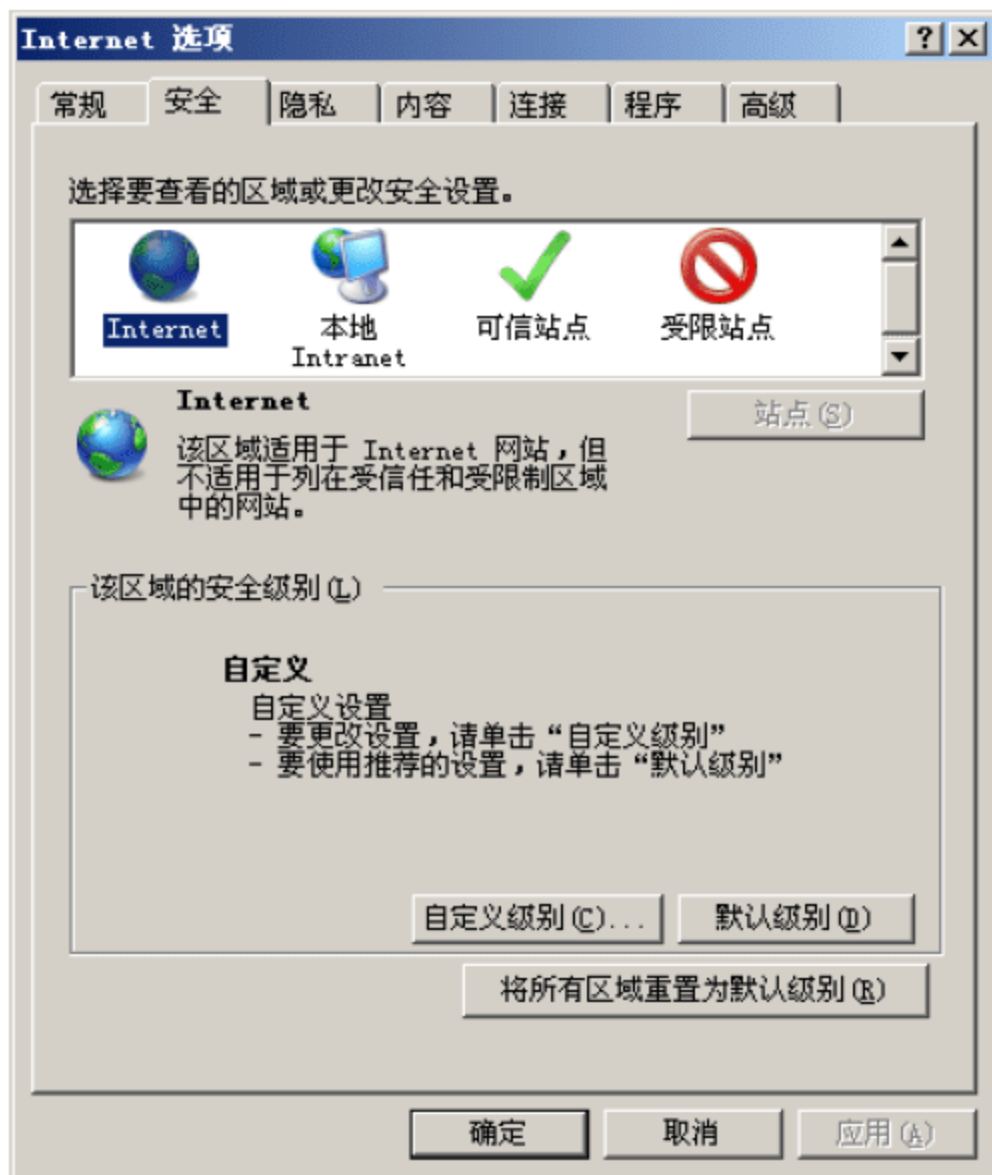 Internet 选项
常规 安全 隐私 内容 连接 程序 高级
选择要查看的区域或更改安全设置。
Internet
本地
Intranet
可信站点
受限站点
Internet
站点(S)
该区域适用于 Internet 网站，但
不适用于列在受信任和受限制区域
中的网站。
该区域的安全级别(L)
自定义
自定义设置
- 要更改设置，请单击“自定义级别”
- 要使用推荐的设置，请单击“默认级别”
自定义级别(C)... 默认级别(D)
将所有区域重置为默认级别(R)
确定 取消 应用(A)